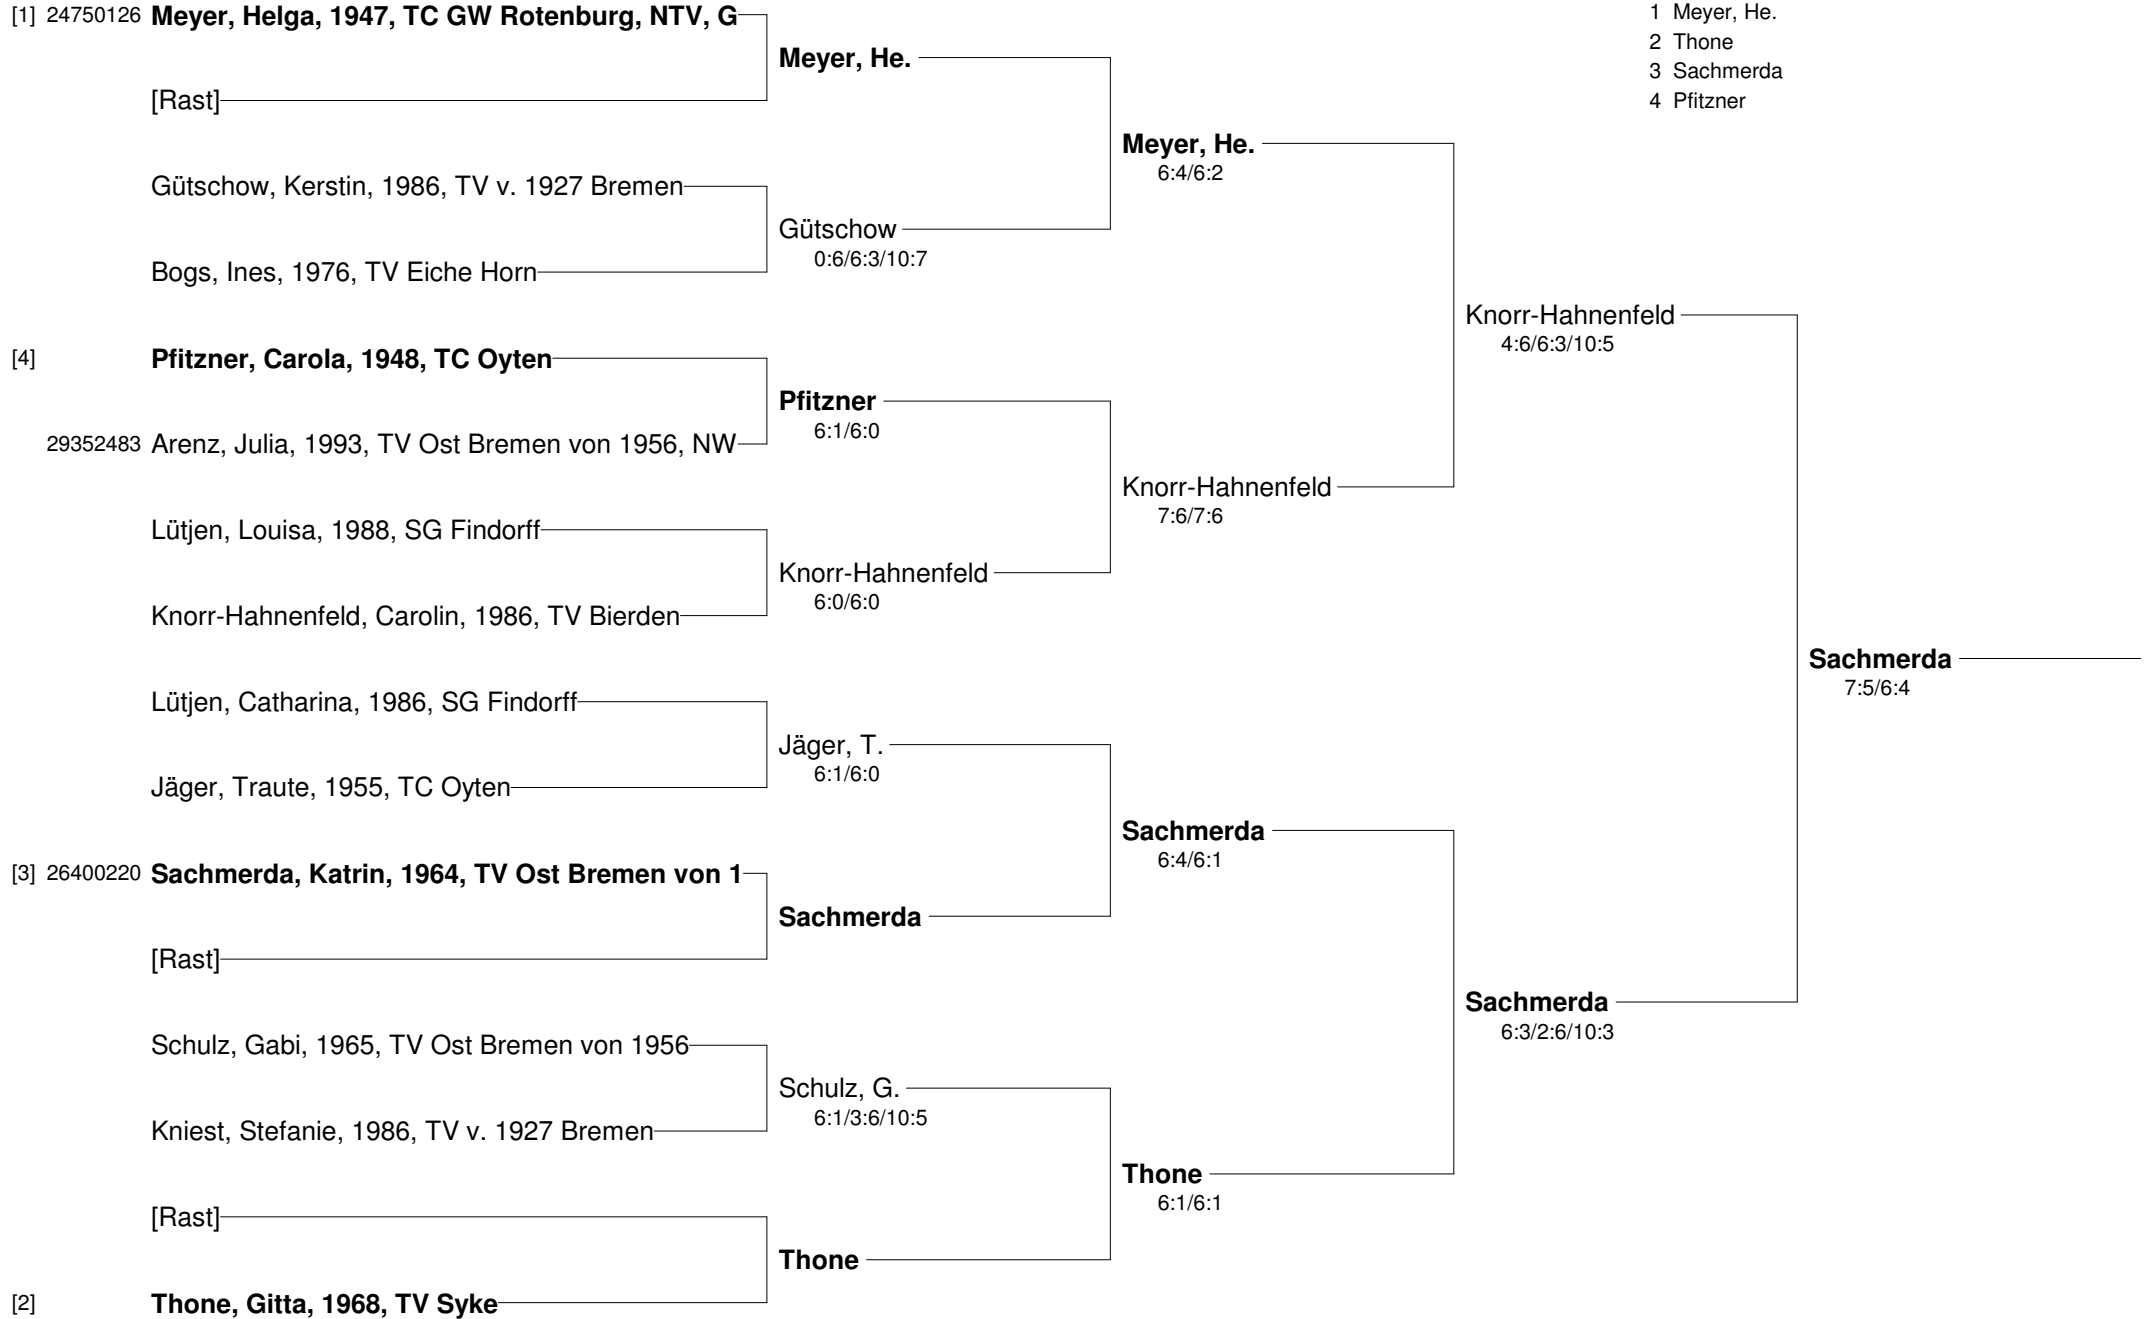 [1] 24750126 Meyer, Helga, 1947, TC GW Rotenburg, NTV, G
1 Meyer, He.
2 Thone
3 Sachmerda
4 Pfitzner
Meyer, He.
[Rast]
Meyer, He.
6:4/6:2
Gütschow, Kerstin, 1986, TV v. 1927 Bremen
Gütschow
0:6/6:3/10:7
Bogs, Ines, 1976, TV Eiche Horn
Knorr-Hahnenfeld
4:6/6:3/10:5
[4] Pfitzner, Carola, 1948, TC Oyten
Pfitzner
6:1/6:0
29352483 Arenz, Julia, 1993, TV Ost Bremen von 1956, NW
Knorr-Hahnenfeld
7:6/7:6
Lütjen, Louisa, 1988, SG Findorff
Knorr-Hahnenfeld
6:0/6:0
Knorr-Hahnenfeld, Carolin, 1986, TV Bierden
Sachmerda
7:5/6:4
Lütjen, Catharina, 1986, SG Findorff
Jäger, T.
6:1/6:0
Jäger, Traute, 1955, TC Oyten
Sachmerda
6:4/6:1
[3] 26400220 Sachmerda, Katrin, 1964, TV Ost Bremen von 1
Sachmerda
[Rast]
Sachmerda
6:3/2:6/10:3
Schulz, Gabi, 1965, TV Ost Bremen von 1956
Schulz, G.
6:1/3:6/10:5
Kniest, Stefanie, 1986, TV v. 1927 Bremen
Thone
6:1/6:1
[Rast]
Thone
[2] Thone, Gitta, 1968, TV Syke